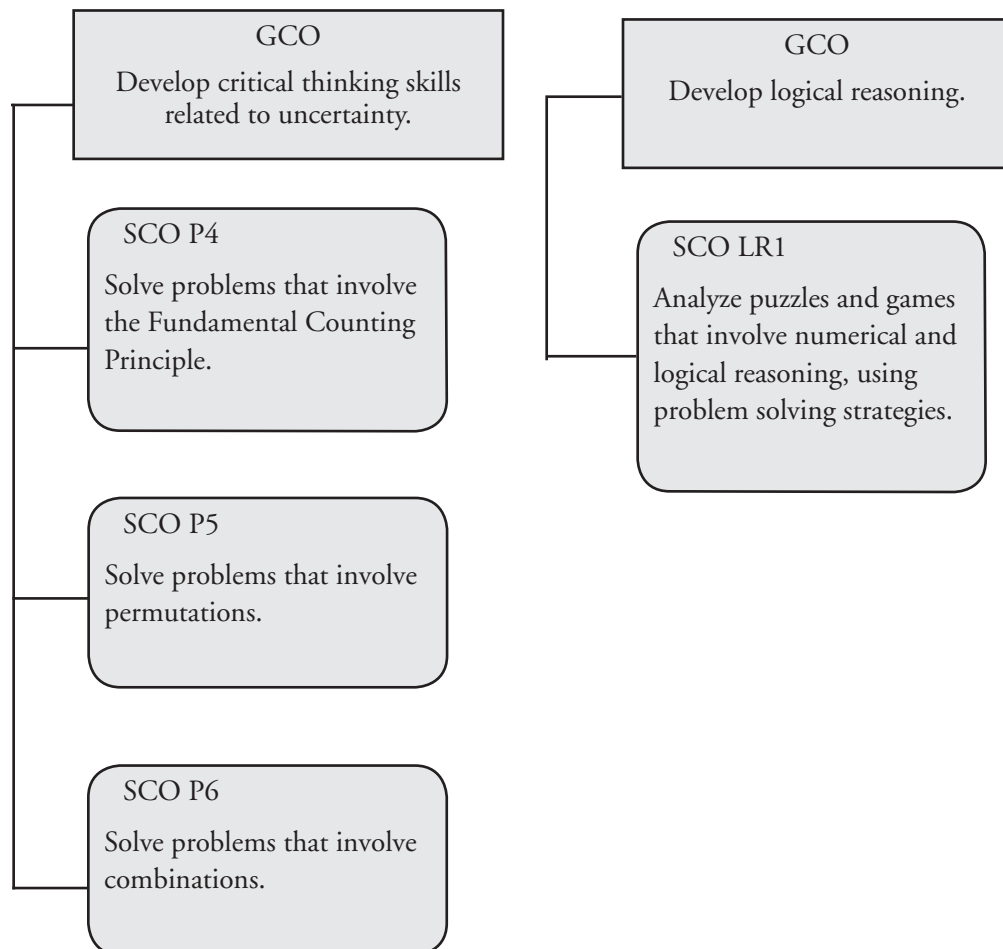 GCO
Develop critical thinking skills
related to uncertainty.
SCO P4
Solve problems that involve
the Fundamental Counting
Principle.
SCO P5
Solve problems that involve
permutations.
SCO P6
Solve problems that involve
combinations.
GCO
Develop logical reasoning.
SCO LR1
Analyze puzzles and games
that involve numerical and
logical reasoning, using
problem solving strategies.